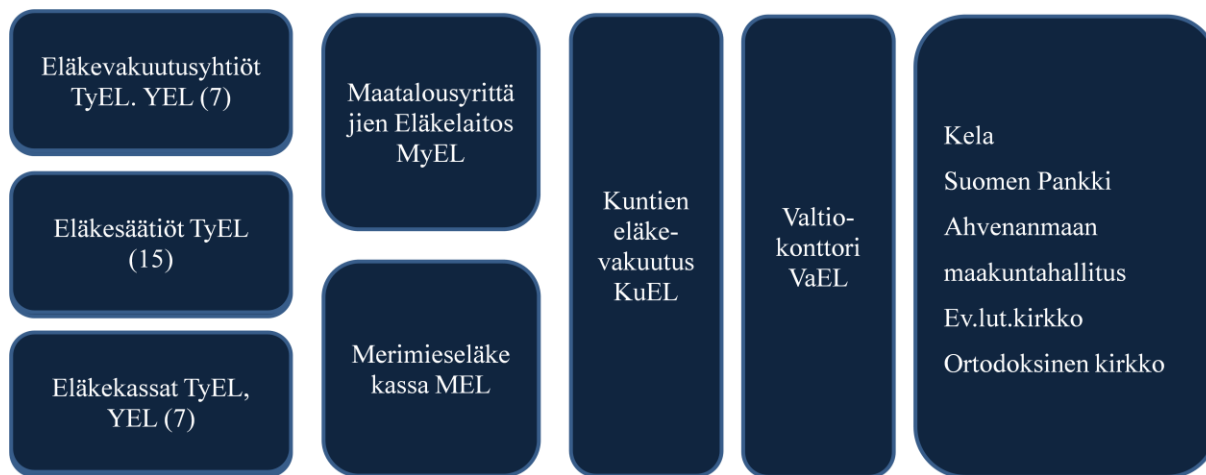 Eläkevakuutusyhtiöt
TyEL. YEL (7)
Eläkesäätiöt TyEL
(15)
Eläkekassat TyEL,
YEL (7)
Maatalousyrittä
jien Eläkelaitos
MyEL
Merimieseläke
kassa MEL
Kuntien
eläke-
vakuutus
KuEL
Valtio-
konttori
VaEL
Kela
Suomen Pankki
Ahvenanmaan
maakuntahallitus
Ev.lut.kirkko
Ortodoksinen kirkko